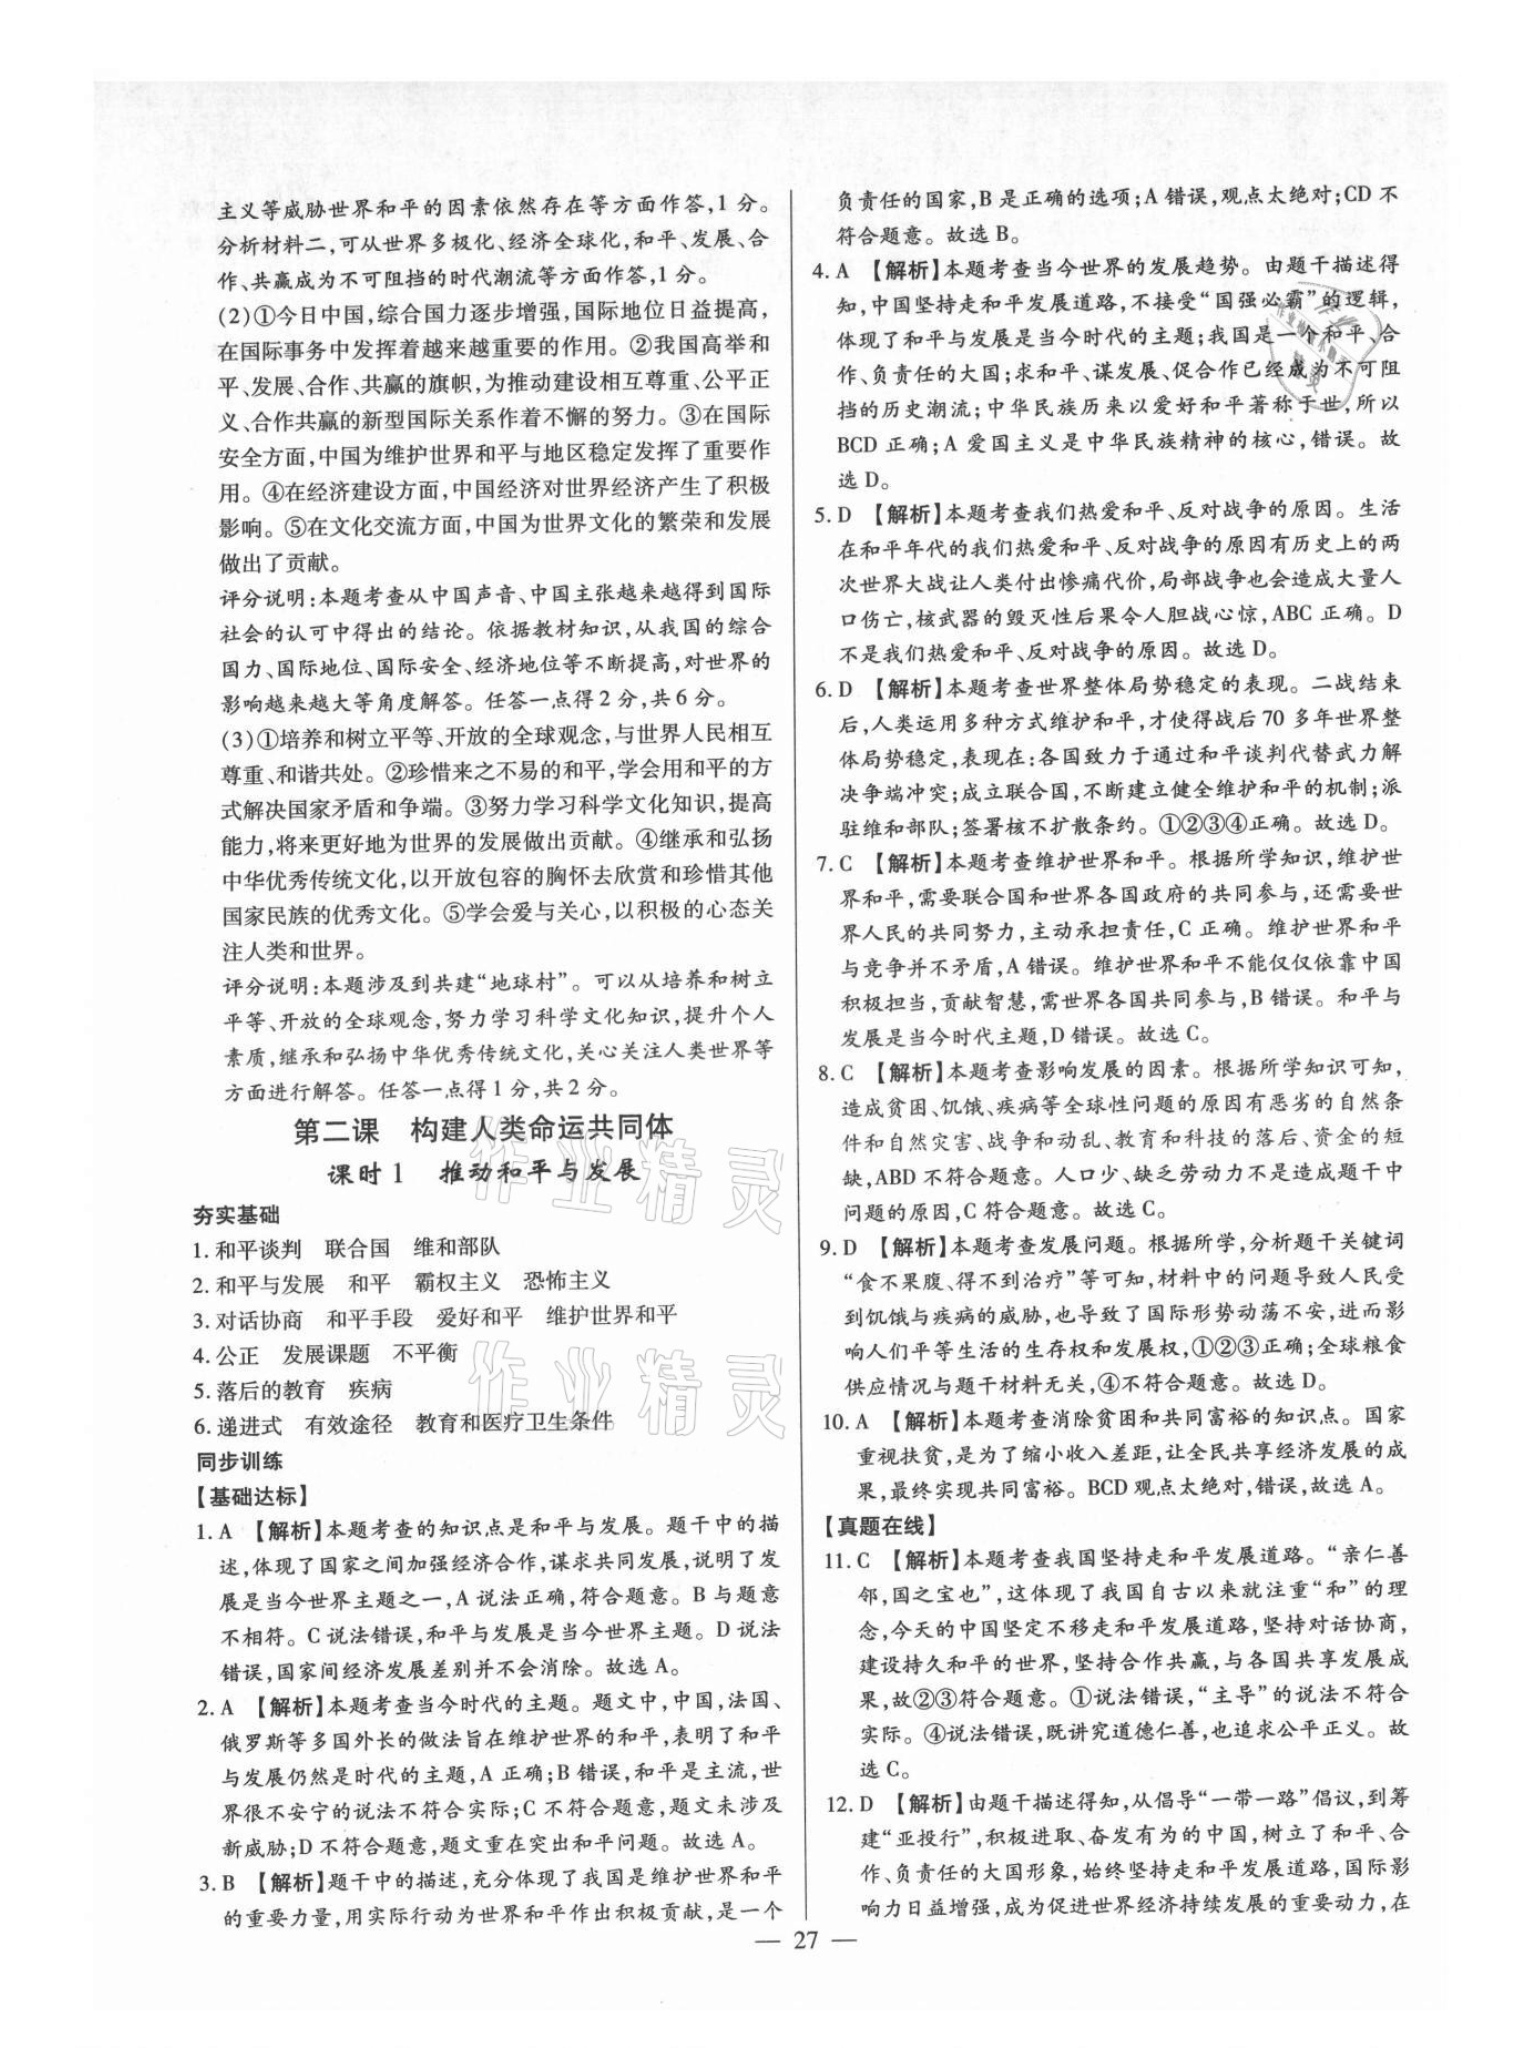 主义等威胁世界和平的因素依然存在等方面作答,1 分。
分析材料二,可从世界多极化、经济全球化,和平、发展、合
作、共赢成为不可阻挡的时代潮流等方面作答,1 分。
(2)①今日中国,综合国力逐步增强,国际地位日益提高,
在国际事务中发挥着越来越重要的作用。②我国高举和
平、发展、合作、共赢的旗帜,为推动建设相互尊重、公平正
义、合作共赢的新型国际关系作着不懈的努力。③在国际
安全方面,中国为维护世界和平与地区稳定发挥了重要作
用。④在经济建设方面,中国经济对世界经济产生了积极
影响。⑤在文化交流方面,中国为世界文化的繁荣和发展
做出了贡献。
评分说明:本题考查从中国声音、中国主张越来越得到国际
社会的认可中得出的结论。依据教材知识,从我国的综合
国力、国际地位、国际安全、经济地位等不断提高,对世界的
影响越来越大等角度解答。任答一点得 2 分,共 6 分。
(3)①培养和树立平等、开放的全球观念,与世界人民相互
尊重、和谐共处。②珍惜来之不易的和平,学会用和平的方
式解决国家矛盾和争端。③努力学习科学文化知识,提高
能力,将来更好地为世界的发展做出贡献。④继承和弘扬
中华优秀传统文化,以开放包容的胸怀去欣赏和珍惜其他
国家民族的优秀文化。⑤学会爱与关心,以积极的心态关
注人类和世界。
评分说明:本题涉及到共建“地球村”。可以从培养和树立
平等、开放的全球观念,努力学习科学文化知识,提升个人
素质,继承和弘扬中华优秀传统文化,关心关注人类世界等
方面进行解答。任答一点得 1 分,共 2 分。
第二课 构建人类命运共同体
课时 1 推动和平与发展
夯实基础
1. 和平谈判 联合国 维和部队
2. 和平与发展 和平 霸权主义 恐怖主义
3. 对话协商 和平手段 爱好和平 维护世界和平
4. 公正 发展课题 不平衡
5. 落后的教育 疾病
6. 递进式 有效途径 教育和医疗卫生条件
同步训练
【基础达标】
1. A 【解析】本题考查的知识点是和平与发展。题干中的描
述,体现了国家之间加强经济合作,谋求共同发展,说明了发
展是当今世界主题之一,A 说法正确,符合题意。B 与题意
不相符。C 说法错误,和平与发展是当今世界主题。D 说法
错误,国家间经济发展差别并不会消除。故选 A。
2. A 【解析】本题考查当今时代的主题。题文中,中国,法国、
俄罗斯等多国外长的做法旨在维护世界的和平,表明了和平
与发展仍然是时代的主题,A 正确;B 错误,和平是主流,世
界很不安宁的说法不符合实际;C 不符合题意,题文未涉及
新威胁;D 不符合题意,题文重在突出和平问题。故选 A。
3. B 【解析】题干中的描述,充分体现了我国是维护世界和平
的重要力量,用实际行动为世界和平作出积极贡献,是一个
负责任的国家,B 是正确的选项;A 错误,观点太绝对;CD 不
符合题意。故选 B。
4. A 【解析】本题考查当今世界的发展趋势。由题干描述得
知,中国坚持走和平发展道路,不接受“国强必霸”的逻辑,
体现了和平与发展是当今时代的主题;我国是一个和平、合
作、负责任的大国;求和平、谋发展、促合作已经成为不可阻
挡的历史潮流;中华民族历来以爱好和平著称于世,所以
BCD 正确;A 爱国主义是中华民族精神的核心,错误。故
选 D。
5. D 【解析】本题考查我们热爱和平、反对战争的原因。生活
在和平年代的我们热爱和平、反对战争的原因有历史上的两
次世界大战让人类付出惨痛代价,局部战争也会造成大量人
口伤亡,核武器的毁灭性后果令人胆战心惊,ABC 正确。D
不是我们热爱和平、反对战争的原因。故选 D。
6. D 【解析】本题考查世界整体局势稳定的表现。二战结束
后,人类运用多种方式维护和平,才使得战后 70 多年世界整
体局势稳定,表现在:各国致力于通过和平谈判代替武力解
决争端冲突;成立联合国,不断建立健全维护和平的机制;派
驻维和部队;签署核不扩散条约。①②③④正确。故选 D。
7. C 【解析】本题考查维护世界和平。根据所学知识,维护世
界和平,需要联合国和世界各国政府的共同参与,还需要世
界人民的共同努力,主动承担责任,C 正确。维护世界和平
与竞争并不矛盾,A 错误。维护世界和平不能仅仅依靠中国
积极担当,贡献智慧,需世界各国共同参与,B 错误。和平与
发展是当今时代主题,D 错误。故选 C。
8. C 【解析】本题考查影响发展的因素。根据所学知识可知,
造成贫困、饥饿、疾病等全球性问题的原因有恶劣的自然条
件和自然灾害、战争和动乱、教育和科技的落后、资金的短
缺,ABD 不符合题意。人口少、缺乏劳动力不是造成题干中
问题的原因,C 符合题意。故选 C。
9. D 【解析】本题考查发展问题。根据所学,分析题干关键词
“食不果腹、得不到治疗”等可知,材料中的问题导致人民受
到饥饿与疾病的威胁,也导致了国际形势动荡不安,进而影
响人们平等生活的生存权和发展权,①②③正确;全球粮食
供应情况与题干材料无关,④不符合题意。故选 D。
10. A 【解析】本题考查消除贫困和共同富裕的知识点。国家
重视扶贫,是为了缩小收入差距,让全民共享经济发展的成
果,最终实现共同富裕。BCD 观点太绝对,错误,故选 A。
【真题在线】
11. C 【解析】本题考查我国坚持走和平发展道路。“亲仁善
邻,国之宝也”,这体现了我国自古以来就注重“和”的理
念,今天的中国坚定不移走和平发展道路,坚持对话协商,
建设持久和平的世界,坚持合作共赢,与各国共享发展成
果,故②③符合题意。①说法错误,“主导”的说法不符合
实际。④说法错误,既讲究道德仁善,也追求公平正义。故
选 C。
12. D 【解析】由题干描述得知,从倡导“一带一路”倡议,到筹
建“亚投行”,积极进取、奋发有为的中国,树立了和平、合
作、负责任的大国形象,始终坚持走和平发展道路,国际影
响力日益增强,成为促进世界经济持续发展的重要动力,在
— 27 —
作业精灵
作业精灵